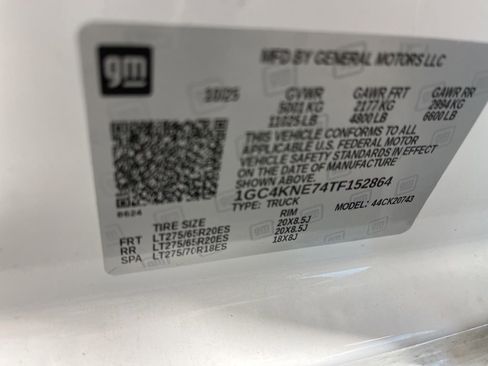 gm
MFD BY GENERAL MOTORS LLC
10/25 GVWR GAWR FRT GAWR RR
5001 KG 2177 KG 2994 KG
11025 LB 4800 LB 6600 LB
THIS VEHICLE CONFORMS TO ALL
APPLICABLE U.S. FEDERAL MOTOR
VEHICLE SAFETY STANDARDS IN EFFECT
ON THE DATE OF MANUFACTURE
1GC4KNE74TF152864
TYPE: TRUCK MODEL: 44CK20743
6624
TIRE SIZE RIM
FRT LT275/65R20ES 20X8.5J
RR LT275/65R20ES 20X8.5J
SPA LT275/70R18ES 18X8J